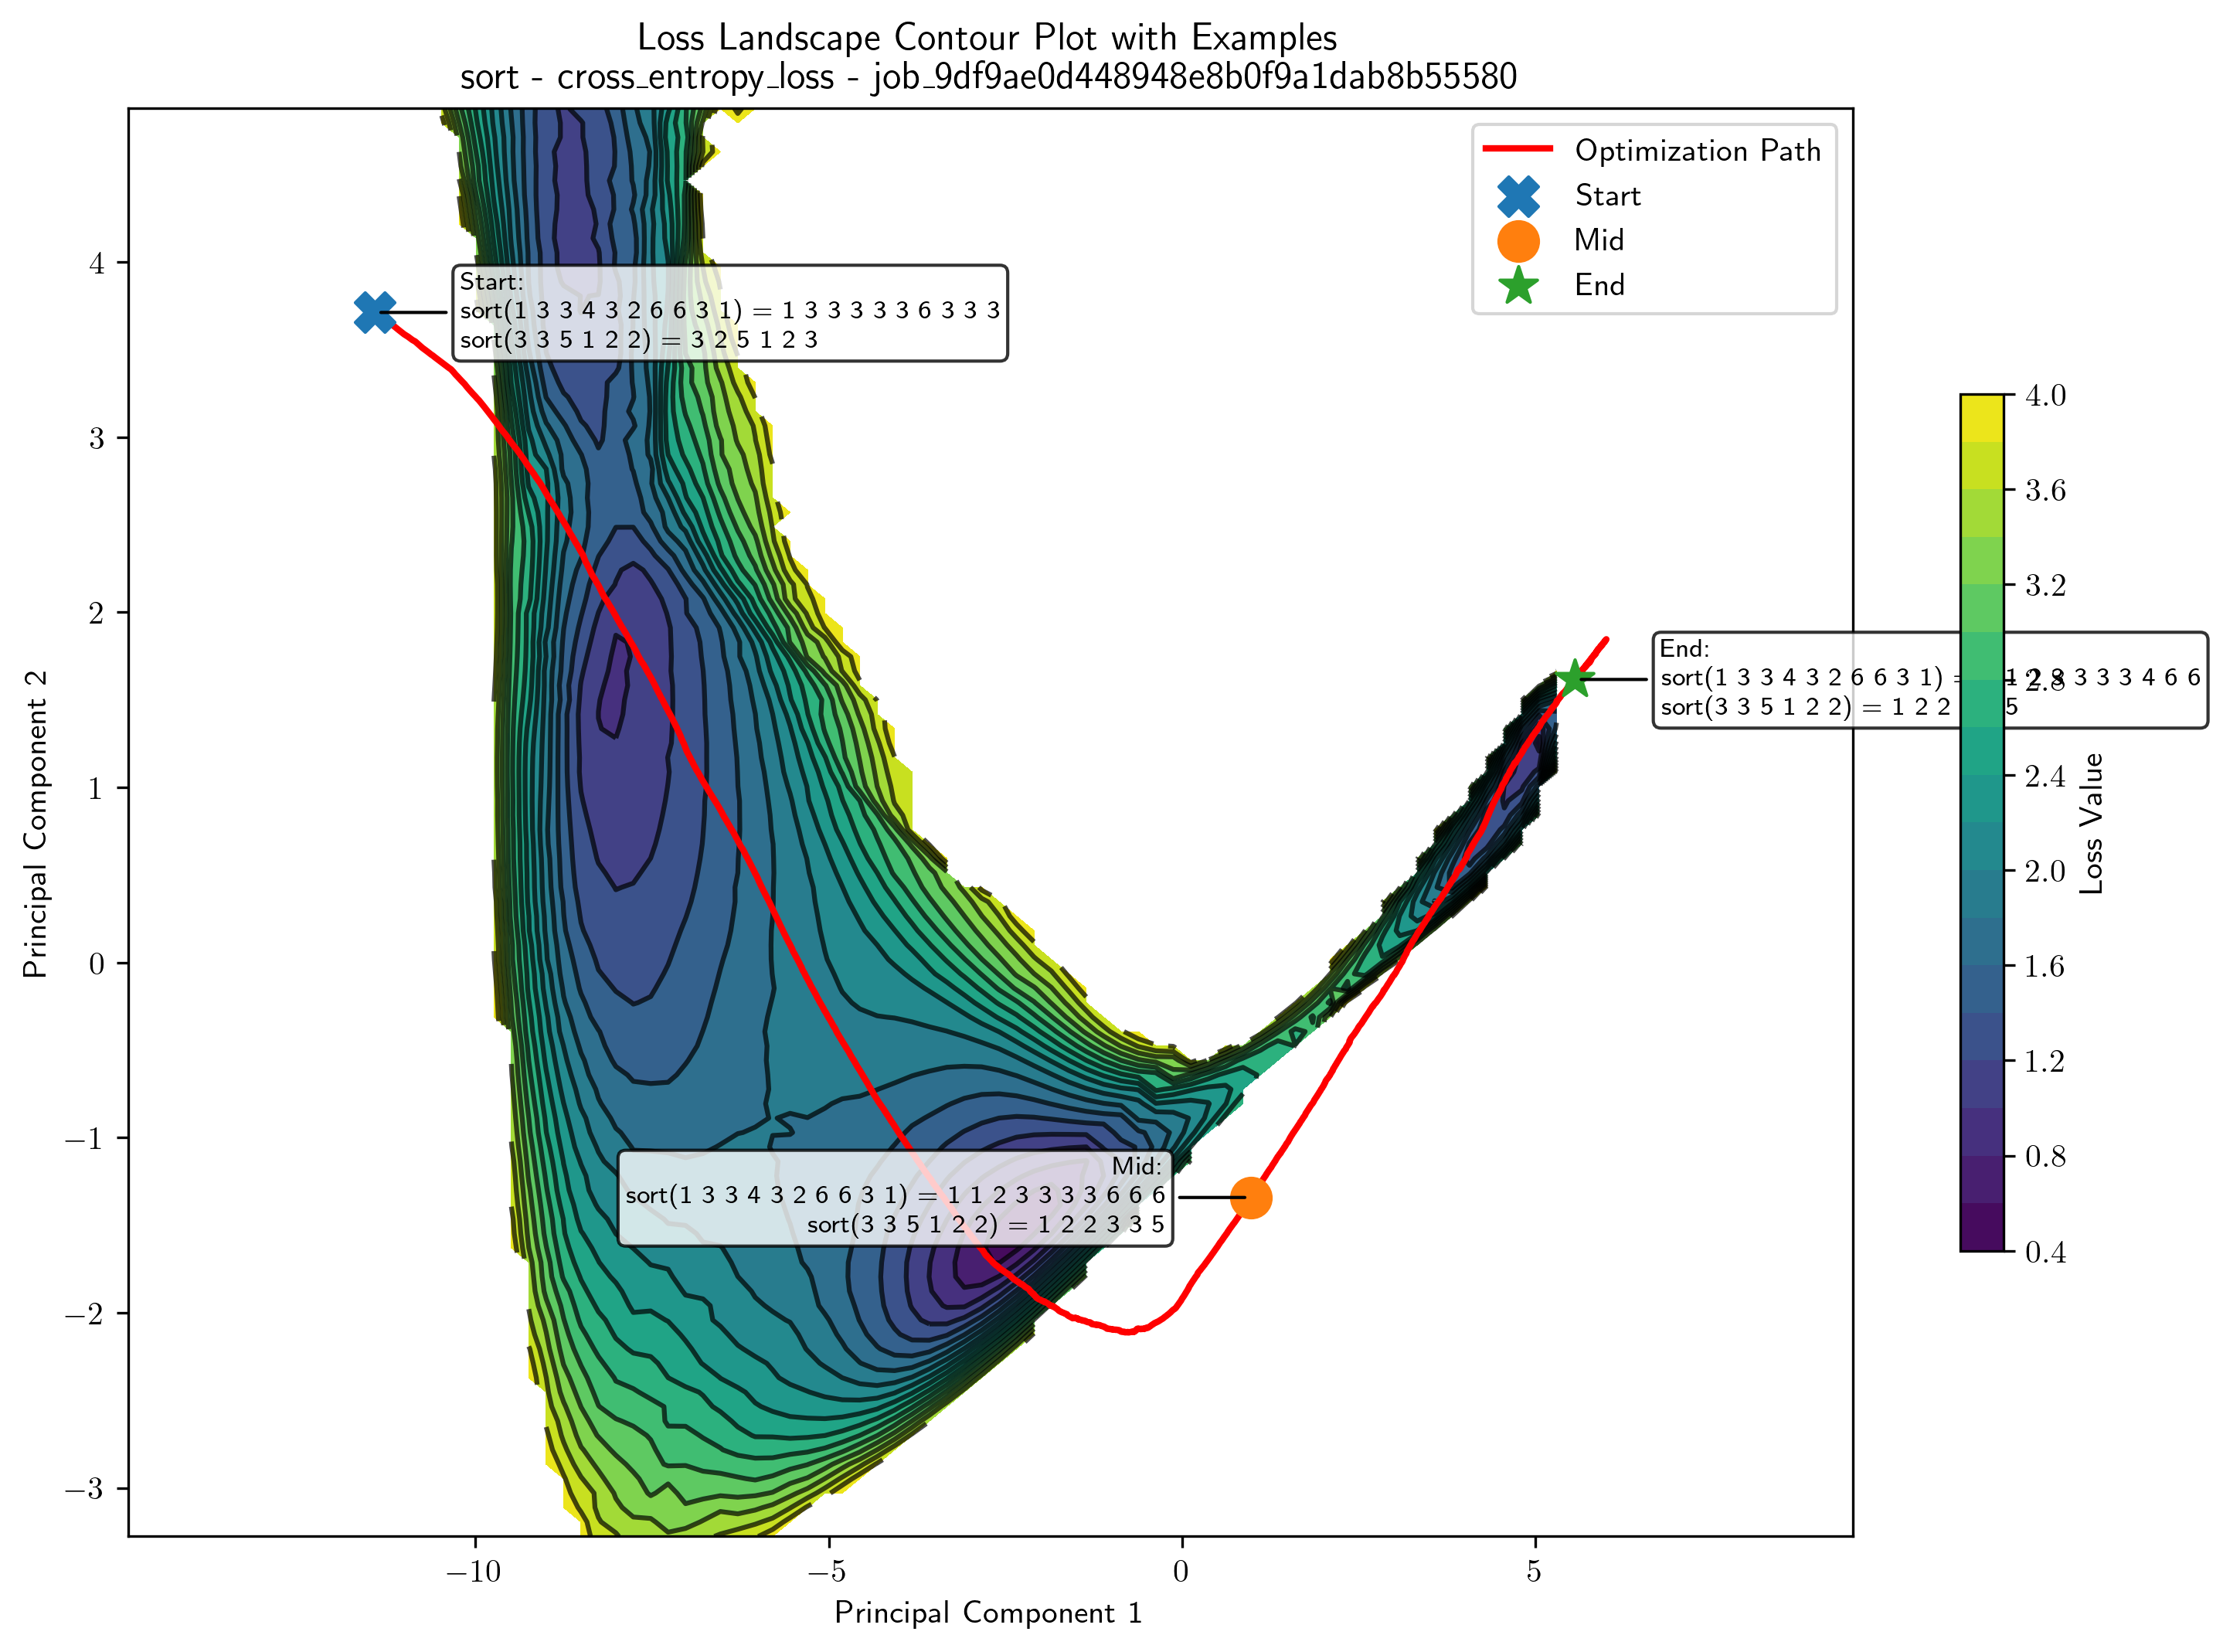 Loss Landscape Contour Plot with Examples
sort - cross_entropy_loss - job_9df9ae0d448948e8b0f9a1dab8b55580
Optimization Path
Start
Mid
End
Start:
sort(1 3 3 4 3 2 6 6 3 1) = 1 3 3 3 3 3 6 3 3 3
sort(3 3 5 1 2 2) = 3 2 5 1 2 3
End:
sort(1 3 3 4 3 2 6 6 3 1) 1 2 3 3 3 3 4 6 6
sort(3 3 5 1 2 2) = 1 2 2 5
Mid:
sort(1 3 3 4 3 2 6 6 3 1) = 1 1 2 3 3 3 3 6 6 6
sort(3 3 5 1 2 2) = 1 2 2 3 3 5
4
3
2
1
0
−1
−2
−3
−10
−5
0
5
Principal Component 1
Principal Component 2
4.0
3.6
3.2
2.8
2.4
2.0
1.6
1.2
0.8
0.4
Loss Value